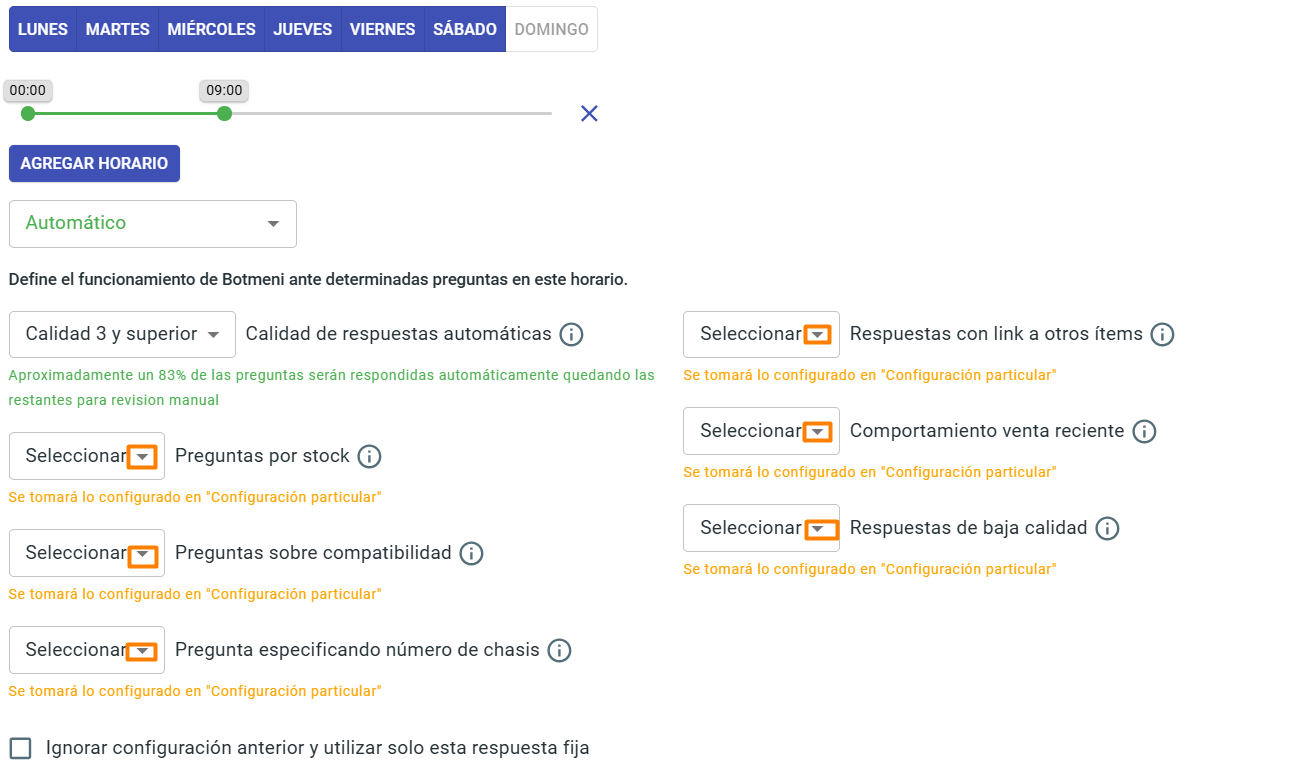 LUNES MARTES MIÉRCOLES JUEVES VIERNES SÁBADO DOMINGO
00:00 09:00
AGREGAR HORARIO
Automático
Define el funcionamiento de Botmeni ante determinadas preguntas en este horario.
Calidad 3 y superior Calidad de respuestas automáticas
Aproximadamente un 83% de las preguntas serán respondidas automáticamente quedando las
restantes para revision manual
Seleccionar Preguntas por stock
Se tomará lo configurado en "Configuración particular"
Seleccionar Preguntas sobre compatibilidad
Se tomará lo configurado en "Configuración particular"
Seleccionar Pregunta especificando número de chasis
Se tomará lo configurado en "Configuración particular"
Seleccionar Respuestas con link a otros ítems
Se tomará lo configurado en "Configuración particular"
Seleccionar Comportamiento venta reciente
Se tomará lo configurado en "Configuración particular"
Seleccionar Respuestas de baja calidad
Se tomará lo configurado en "Configuración particular"
Ignorar configuración anterior y utilizar solo esta respuesta fija